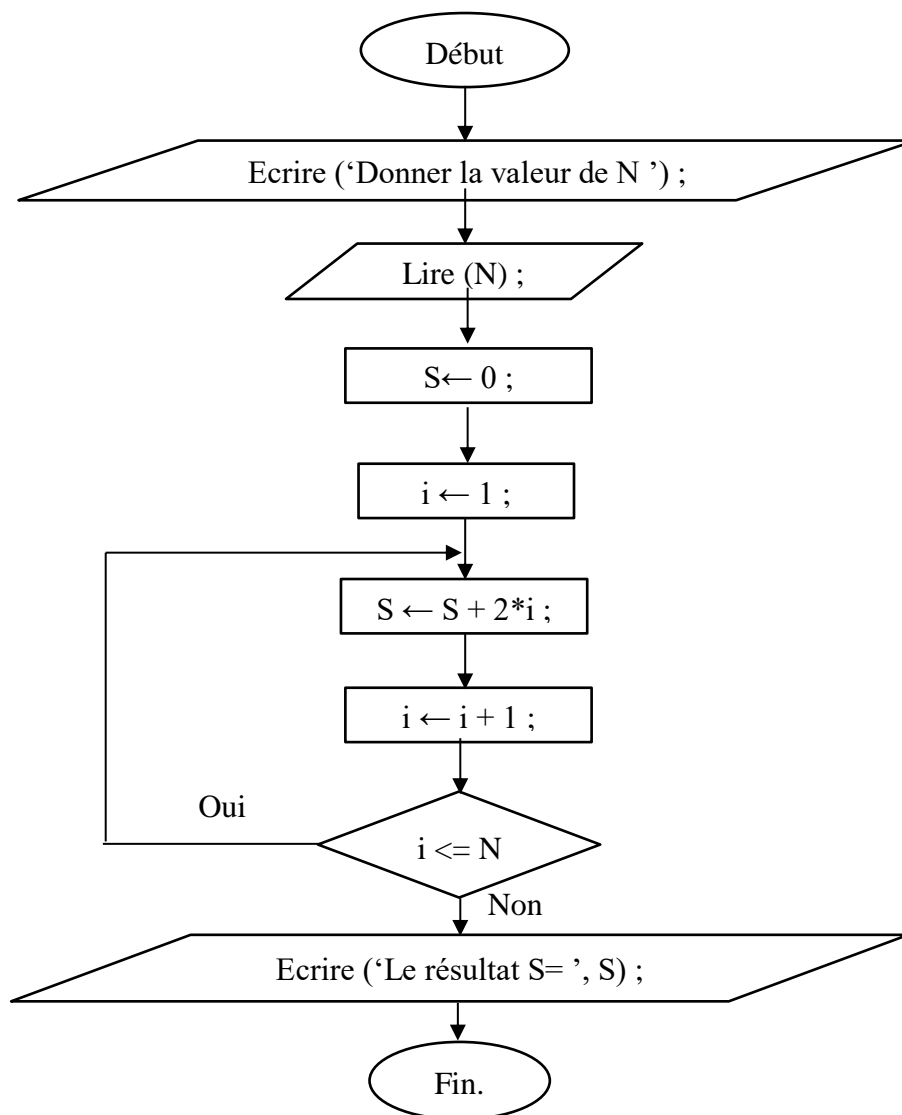 Début
Ecrire (‘Donner la valeur de N ’) ;
Lire (N) ;
S← 0 ;
i ← 1 ;
S ← S + 2*i ;
i ← i + 1 ;
Oui
i <= N
Non
Ecrire (‘Le résultat S= ’, S) ;
Fin.